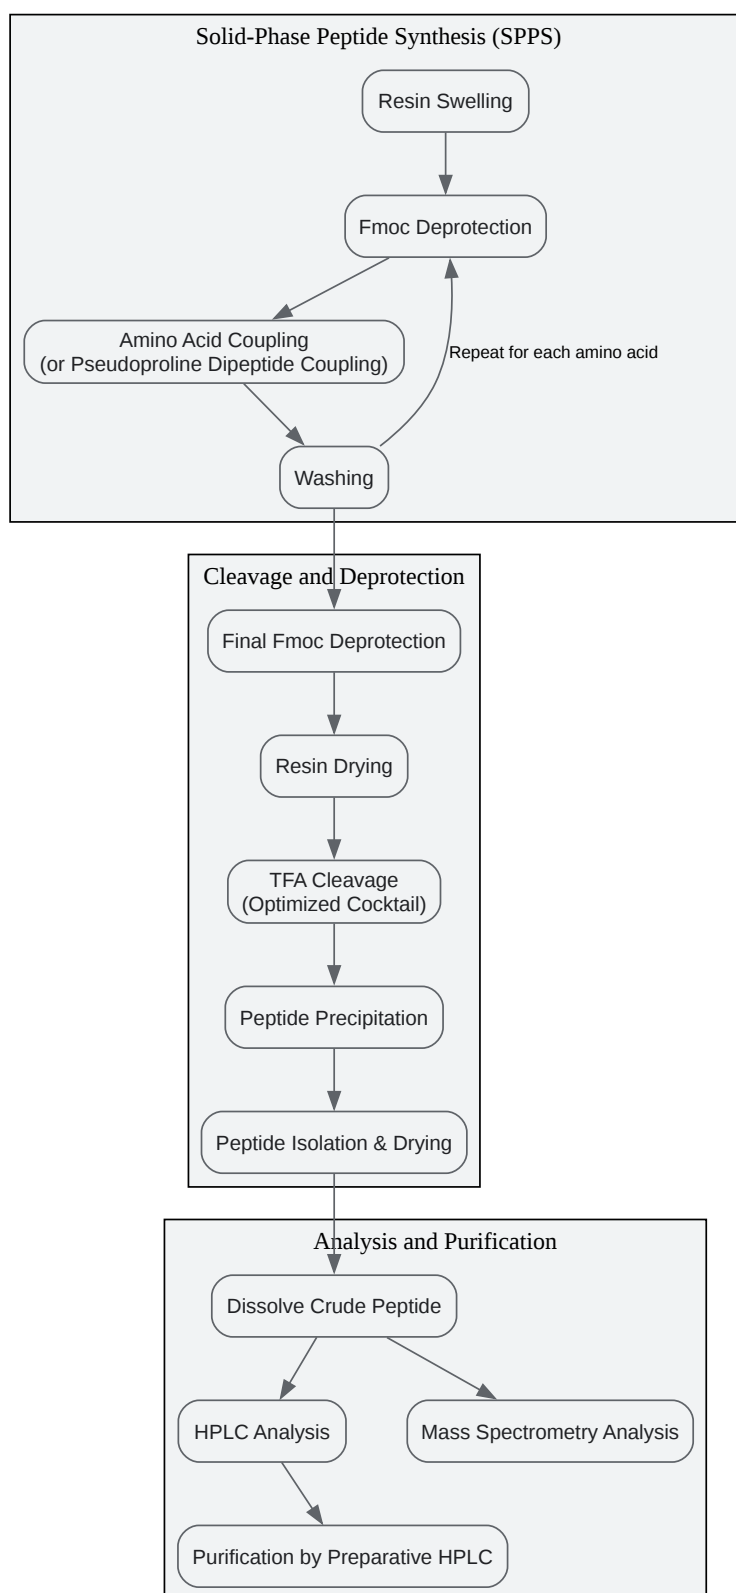 Solid-Phase Peptide Synthesis (SPPS)
Resin Swelling
Fmoc Deprotection
Amino Acid Coupling
(or Pseudoproline Dipeptide Coupling)
Repeat for each amino acid
Washing
Cleavage and Deprotection
Final Fmoc Deprotection
Resin Drying
TFA Cleavage
(Optimized Cocktail)
Peptide Precipitation
Peptide Isolation & Drying
Analysis and Purification
Dissolve Crude Peptide
HPLC Analysis
Mass Spectrometry Analysis
Purification by Preparative HPLC